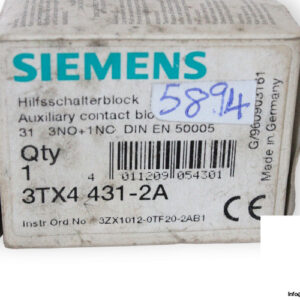 SIEMENS
Hilfsschalterblock
Auxiliary contact blo
5894
31 3NO+1NC DIN EN 50005
Qty
1
4 011209 054301
3TX4 431-2A
Instr Ord.No. 3ZX1012-0TF20-2AB1
CE
G/960903161
Made in Germany